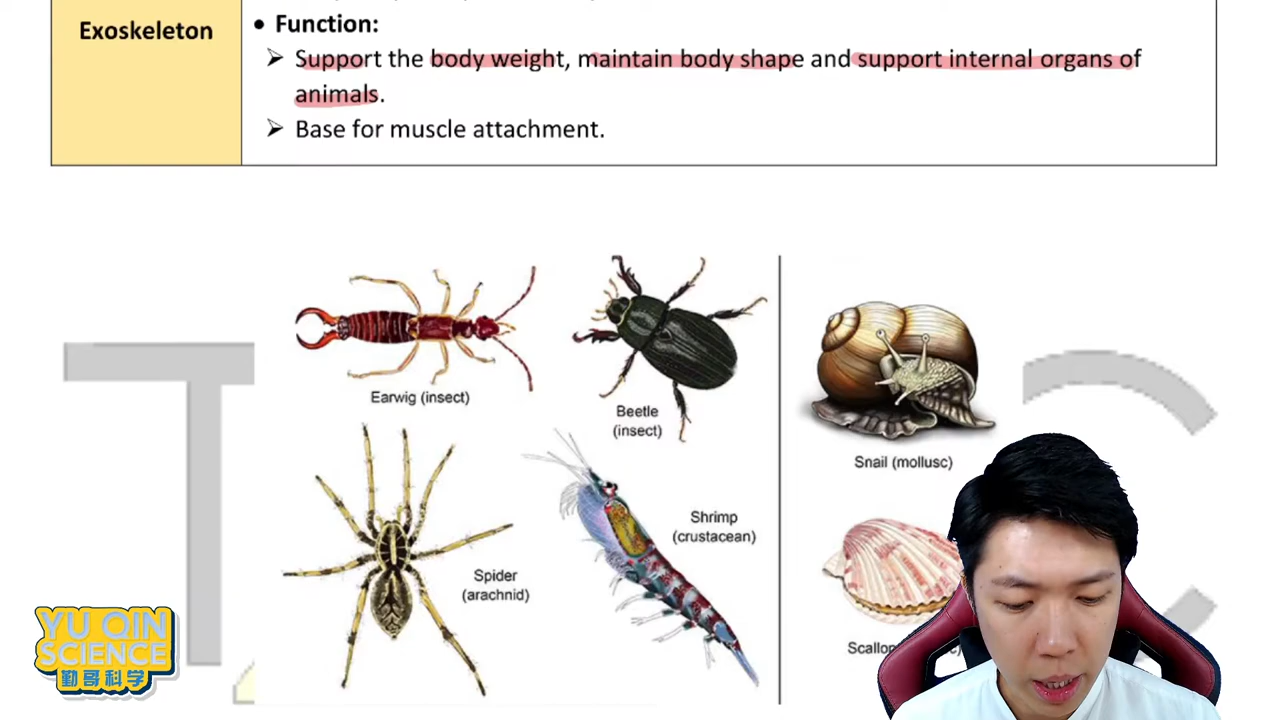 Exoskeleton
• Function:
➢ Support the body weight, maintain body shape and support internal organs of
animals.
➢ Base for muscle attachment.
Earwig (insect)
Beetle
(insect)
Snail (mollusc)
Shrimp
(crustacean)
Spider
(arachnid)
YU QIN
SCIENCE
勤哥科学